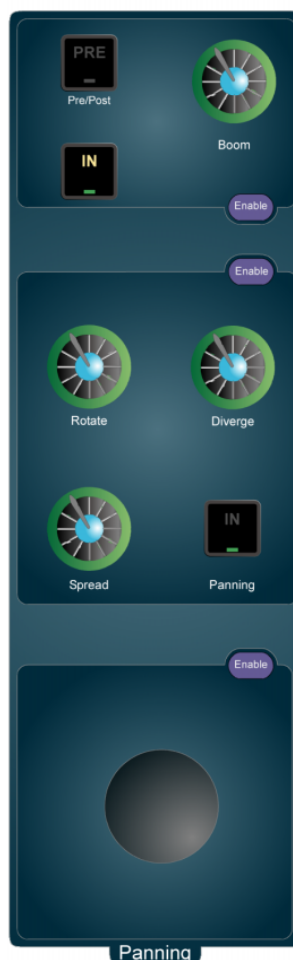 PRE
Pre/Post
Boom
IN
Enable
Enable
Rotate
Diverge
IN
Spread
Panning
Enable
Panning